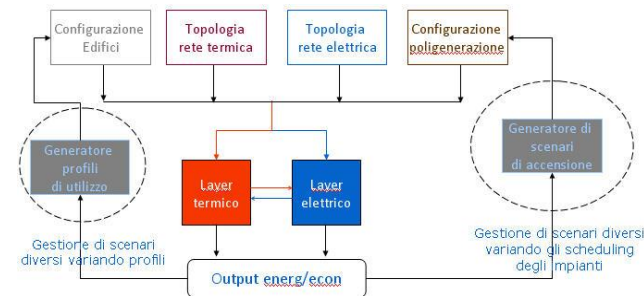 Configurazione
Edifici
Topologia
rete termica
Topologia
rete elettrica
Configurazione
poligenerazione
Generatore
profili
di utilizzo
Generatore di
scenari
di accensione
Layer
termico
Layer
elettrico
Gestione di scenari
diversi variando profili
Gestione di scenari diversi
variando gli scheduling
degli impianti
Output energ/econ